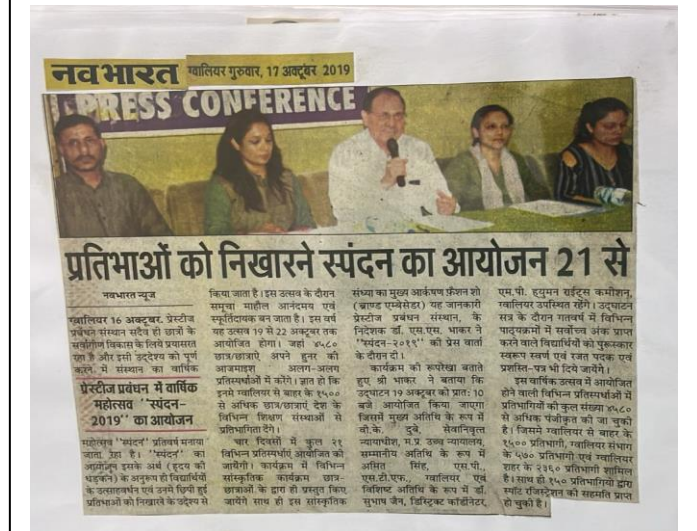 नवभारत
ग्वालियर गुरुवार, 17 अक्टूबर 2019
PRESS CONFERENCE
प्रतिभाओं को निखारने स्पंदन का आयोजन 21 से
नवभारत न्यूज
ग्वालियर 16 अक्टूबर. प्रेस्टीज
प्रबंधन संस्थान सदैव ही छात्रों के
सर्वांगीण विकास के लिये प्रयासरत
रहा है और इसी उद्देश्य को पूर्ण
करने में संस्थान का वार्षिक
प्रेस्टीज प्रबंधन में वार्षिक
महोत्सव ''स्पंदन-
2019'' का आयोजन
महोत्सव ''स्पंदन'' प्रतिवर्ष मनाया
जाता रहा है। ''स्पंदन'' का
आयोजन इसके अर्थ (हृदय की
धड़कन) के अनुरूप ही विद्यार्थियों
के उत्साहवर्धन एवं उनमें छिपी हुई
प्रतिभाओं को निखारने के उद्देश्य से
किया जाता है। इस उत्सव के दौरान
समूचा माहौल आनंदमय एवं
स्फूर्तिदायक बन जाता है। इस वर्ष
यह उत्सव 19 से 22 अक्टूबर तक
आयोजित होगा। जहां ४५८०
छात्र/छात्राऐं अपने हुनर की
आजमाइश अलग-अलग
प्रतिस्पर्धाओं में करेंगे। ज्ञात हो कि
इनमे ग्वालियर से बाहर के १५००
से अधिक छात्र/छात्राएं देश के
विभिन्न शिक्षण संस्थाओं से
प्रतिभागिता देंगे।
चार दिवसों में कुल २१
विभिन्न प्रतिस्पर्धाएं आयोजित की
जायेंगी। कार्यक्रम में विभिन्न
सांस्कृतिक कार्यक्रम छात्र-
छात्राओं के द्वारा ही प्रस्तुत किए
जायेंगे साथ ही इस सांस्कृतिक
संध्या का मुख्य आर्कषण फ़ैशन शो
(ब्राण्ड एम्बेसेडर) यह जानकारी
प्रेस्टीज प्रबंधन संस्थान, के
निदेशक डॉ. एस.एस. भाकर ने
''स्पंदन-२०१९'' की प्रेस वार्ता
के दौरान दी।
कार्यक्रम की रूपरेखा बताते
हुए श्री भाकर ने बताया कि
उद्घाटन 19 अक्टूबर को प्रात: 10
बजे आयोजित किया जाएगा
जिसमें मुख्य अतिथि के रूप में
वी.के. दुबे, सेवानिवृत्त
न्यायाधीश, म.प्र. उच्च न्यायालय,
सम्मानीय अतिथि के रूप में
अमित सिंह, एस.पी.,
एस.टी.एफ., ग्वालियर एवं
विशिष्ट अतिथि के रूप में डॉ.
सुभाष जैन, डिस्ट्रिक्ट कॉर्डीनेटर,
एम.पी. ह्युमन राईट्स कमीशन,
ग्वालियर उपस्थित रहेंगे। उद्घाटन
सत्र के दौरान गतवर्ष में विभिन्न
पाठ्यक्रमों में सर्वोच्च अंक प्राप्त
करने वाले विद्यार्थियों को पुरूस्कार
स्वरूप स्वर्ण एवं रजत पदक एवं
प्रशस्ति-पत्र भी दिये जायेंगे।
इस वार्षिक उत्सव में आयोजित
होने वाली विभिन्न प्रतिस्पर्धाओं में
प्रतिभागियों की कुल संख्या ४५८०
से अधिक पंजीकृत की जा चुकी
है। जिसमे ग्वालियर से बाहर के
१५०० प्रतिभागी, ग्वालियर संभाग
के ५७० प्रतिभागी एवं ग्वालियर
शहर के २३६० प्रतिभागी शामिल
है। साथ ही १५० प्रतिभागियों द्वारा
स्पॉट रजिस्ट्रेशन की सहमति प्राप्त
हो चुकी है।